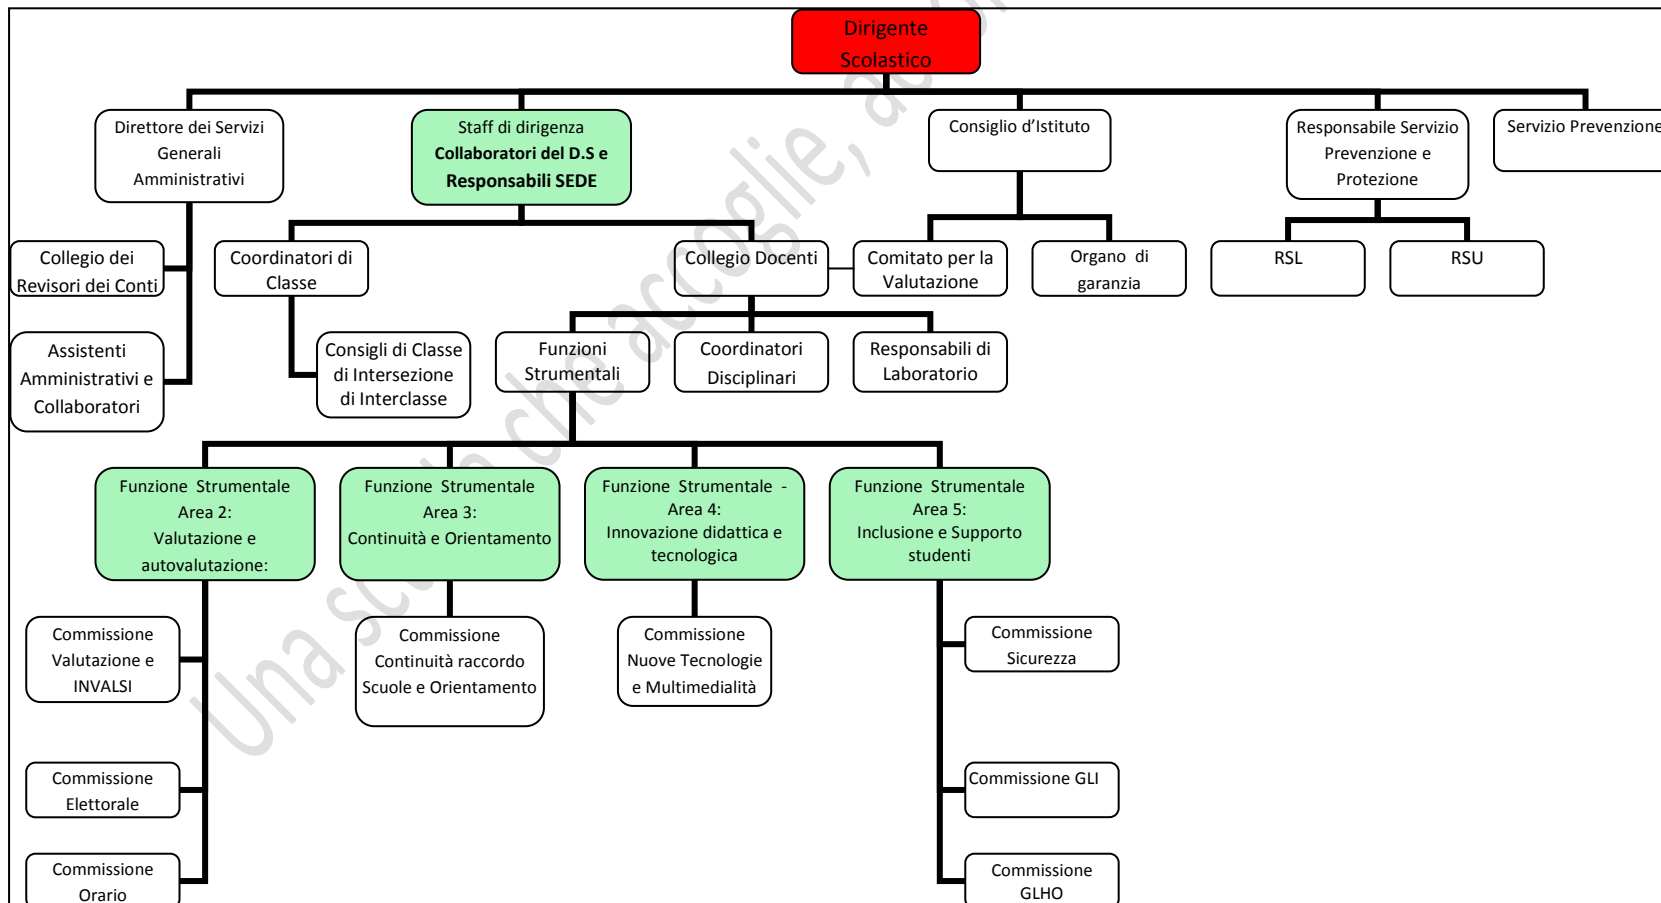 Dirigente
Scolastico
Direttore dei Servizi
Generali
Amministrativi
Staff di dirigenza
Collaboratori del D.S e
Responsabili SEDE
Consiglio d’Istituto
Responsabile Servizio
Prevenzione e
Protezione
Servizio Prevenzione
Collegio dei
Revisori dei Conti
Coordinatori di
Classe
Collegio Docenti
Comitato per la
Valutazione
Organo di
garanzia
RSL
RSU
Assistenti
Amministrativi e
Collaboratori
Consigli di Classe
di Intersezione
di Interclasse
Funzioni
Strumentali
Coordinatori
Disciplinari
Responsabili di
Laboratorio
Funzione Strumentale
Area 2:
Valutazione e
autovalutazione:
Funzione Strumentale
Area 3:
Continuità e Orientamento
Funzione Strumentale -
Area 4:
Innovazione didattica e
tecnologica
Funzione Strumentale
Area 5:
Inclusione e Supporto
studenti
Commissione
Valutazione e
INVALSI
Commissione
Continuità raccordo
Scuole e Orientamento
Commissione
Nuove Tecnologie
e Multimedialità
Commissione
Sicurezza
Commissione
Elettorale
Commissione GLI
Commissione
Orario
Commissione
GLHO
Una che accoglie,